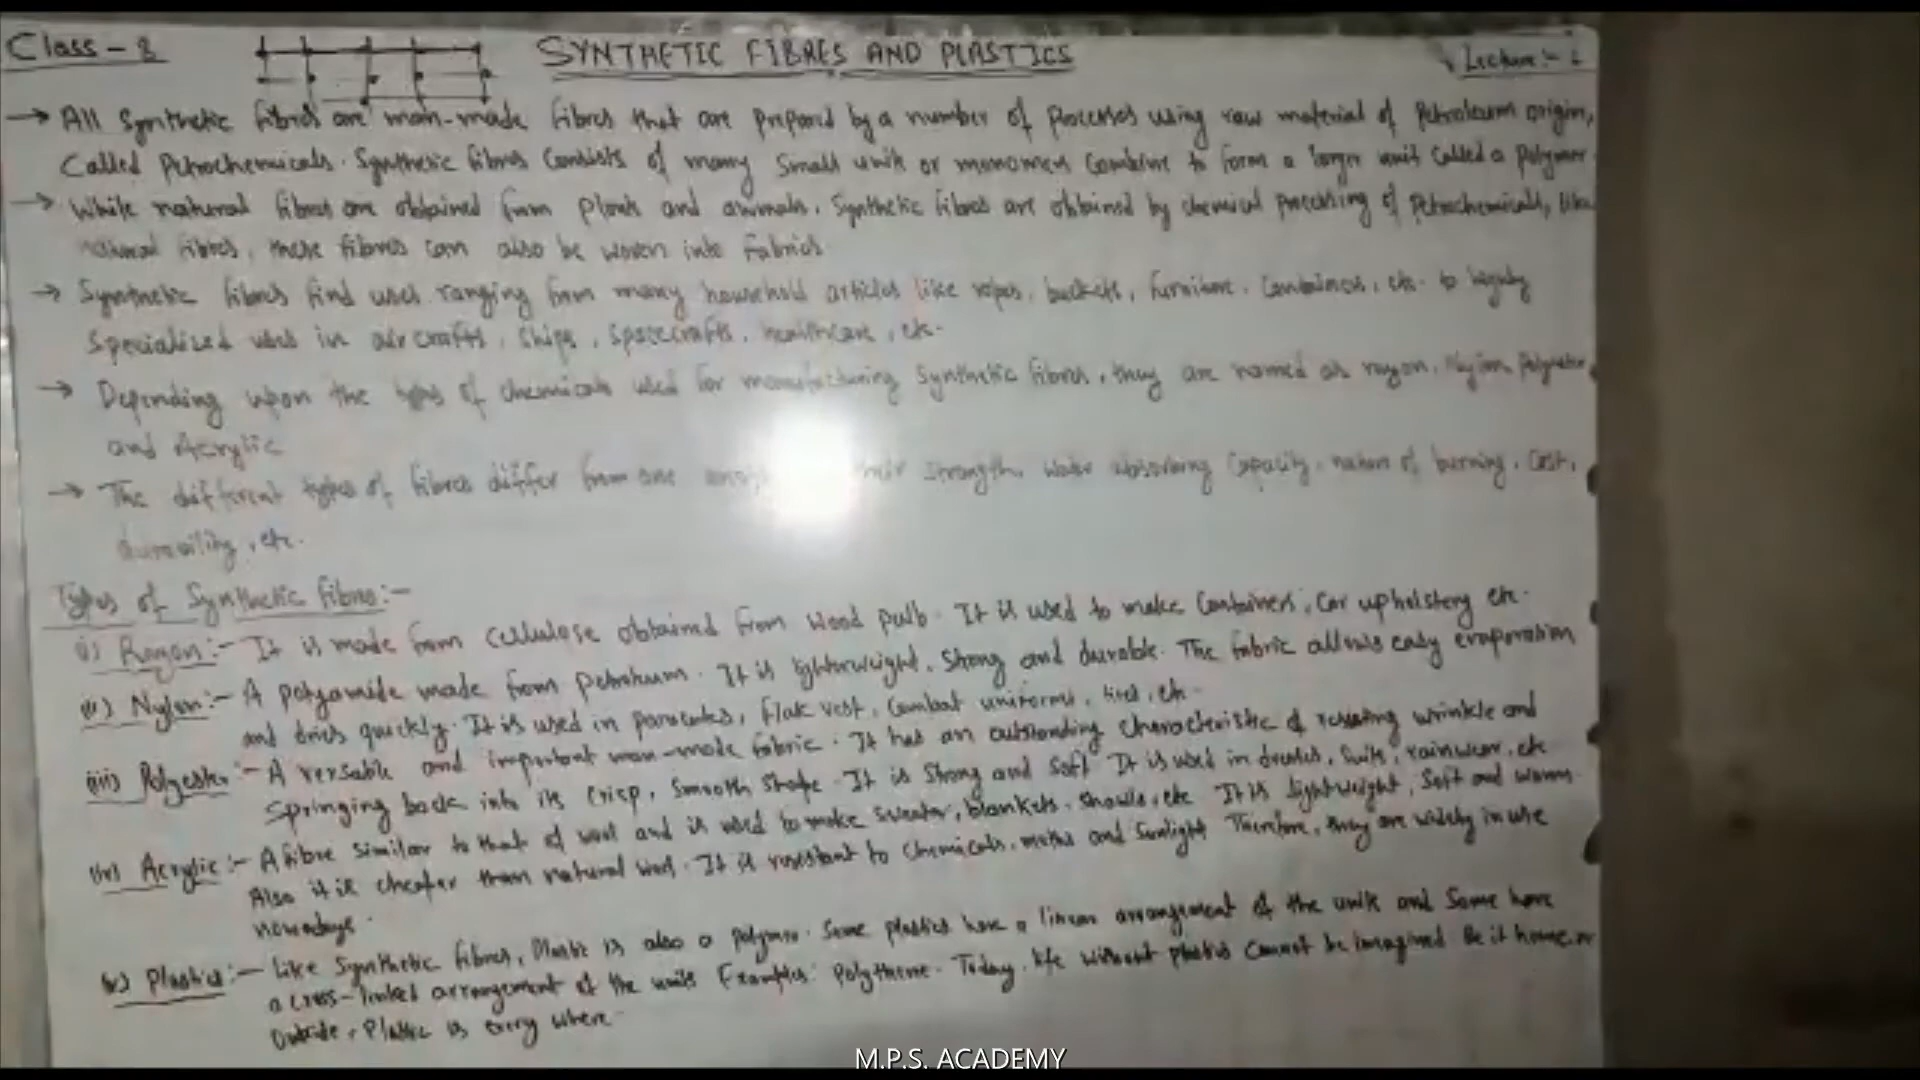 Class - 8
SYNTHETIC FIBRES AND PLASTICS
Lecture:- 1
→ All Synthetic fibres are man-made fibres that are prepared by a number of processes using raw material of Petroleum origin,
Called Petrochemicals. Synthetic fibres Consists of many Small unit or monomers Combine to form a larger unit Called a Polymer
→ While natural fibres are obtained from plants and animals. Synthetic fibres are obtained by chemical processing of Petrochemicals, like
natural fibres, these fibres can also be woven into fabrics
→ Synthetic fibres find uses ranging from many household articles like ropes, buckets, furniture, Containers, etc. to highly
Specialized uses in aircrafts, Ships, Spacecrafts, healthcare, etc.
→ Depending upon the types of chemicals used for manufacturing Synthetic fibres, they are named as rayon, Nylon, Polyester
and Acrylic
→ The different types of fibres differ from one strength, water absorbing Capacity, nature of burning, Cost,
etc.
Types of Synthetic fibres:-
(i) Rayon:- It is made from Cellulose obtained from Wood pulb. It is used to make Containers, Car upholstery etc.
(ii) Nylon:- A polyamide made from petroleum. It is lightweight, Strong and durable. The fabric allows easy evaporation
and dries quickly. It is used in paracutes, flak vest, Combat uniforms, tires, etc.
(iii) Polyester:- A versable and important man-made fabric. It has an outstanding characteristic of resisting wrinkle and
Springing back into its Crisp, Smooth Shape. It is Strong and Soft. It is used in dresses, Suits, rainwear, etc
(iv) Acrylic:- A fibre similar to that of wool and is used to make Sweater, blankets, Shawls, etc It is lightweight, Soft and warm.
Also it is cheaper than natural wool. It is resistant to Chemicals, moths and Sunlight Therefore, they are widely in use
nowadays.
(v) Plastics:- Like Synthetic fibres, Plastic is also a polymer. Some plastics have a linear arrangement of the units and Some have
a Cross-linked arrangement of the units Examples: Polythene. Today, life without plastics Cannot be imagined Be it home or
Outside, Plastic is every where.
M.P.S. ACADEMY